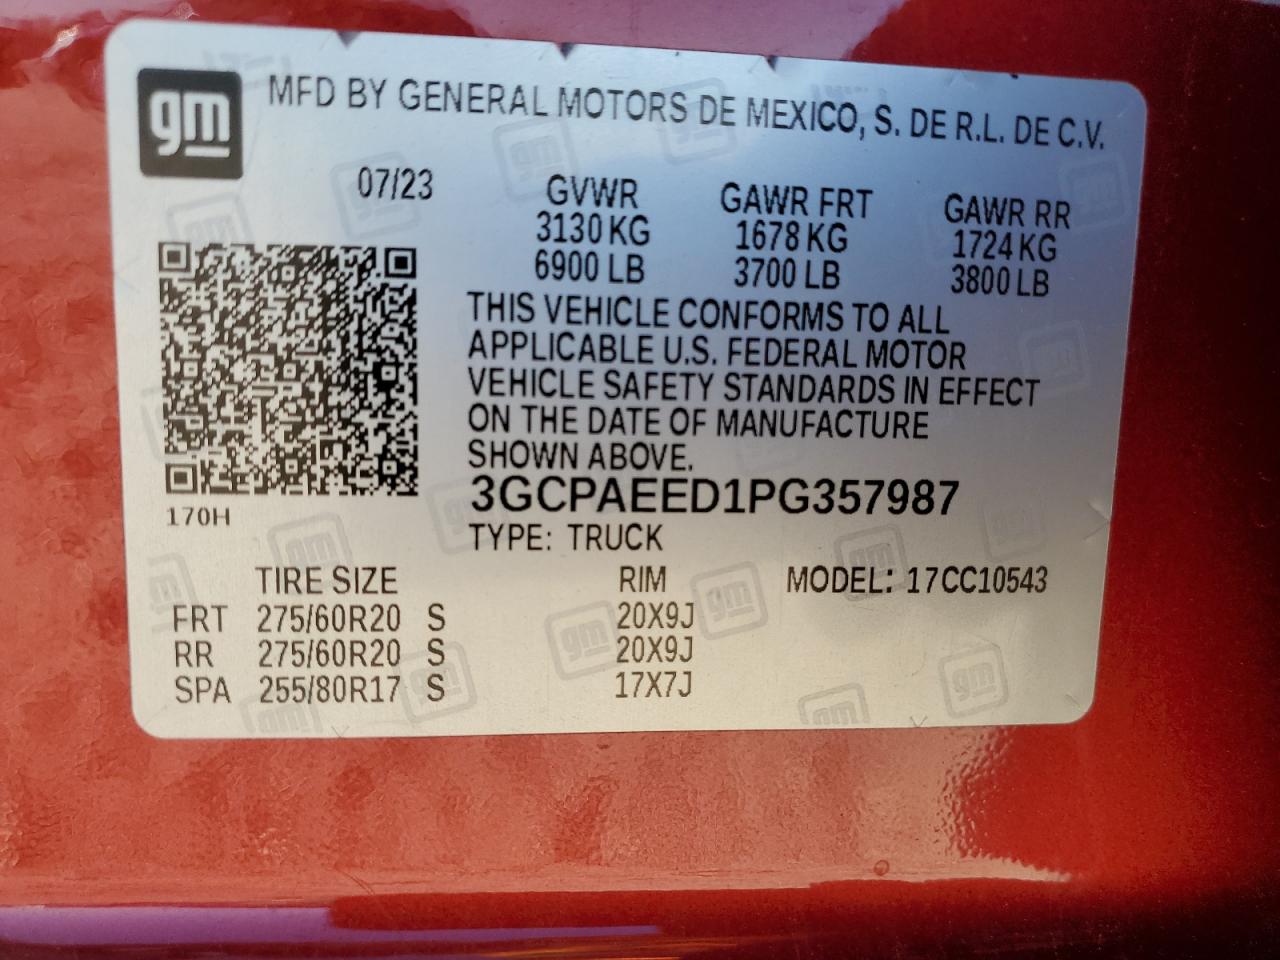 gm
MFD BY GENERAL MOTORS DE MEXICO, S. DE R.L. DE C.V.
07/23
GVWR GAWR FRT GAWR RR
3130 KG 1678 KG 1724 KG
6900 LB 3700 LB 3800 LB
THIS VEHICLE CONFORMS TO ALL
APPLICABLE U.S. FEDERAL MOTOR
VEHICLE SAFETY STANDARDS IN EFFECT
ON THE DATE OF MANUFACTURE
SHOWN ABOVE.
3GCPAEED1PG357987
170H
TYPE: TRUCK
TIRE SIZE RIM MODEL: 17CC10543
FRT 275/60R20 S 20X9J
RR 275/60R20 S 20X9J
SPA 255/80R17 S 17X7J